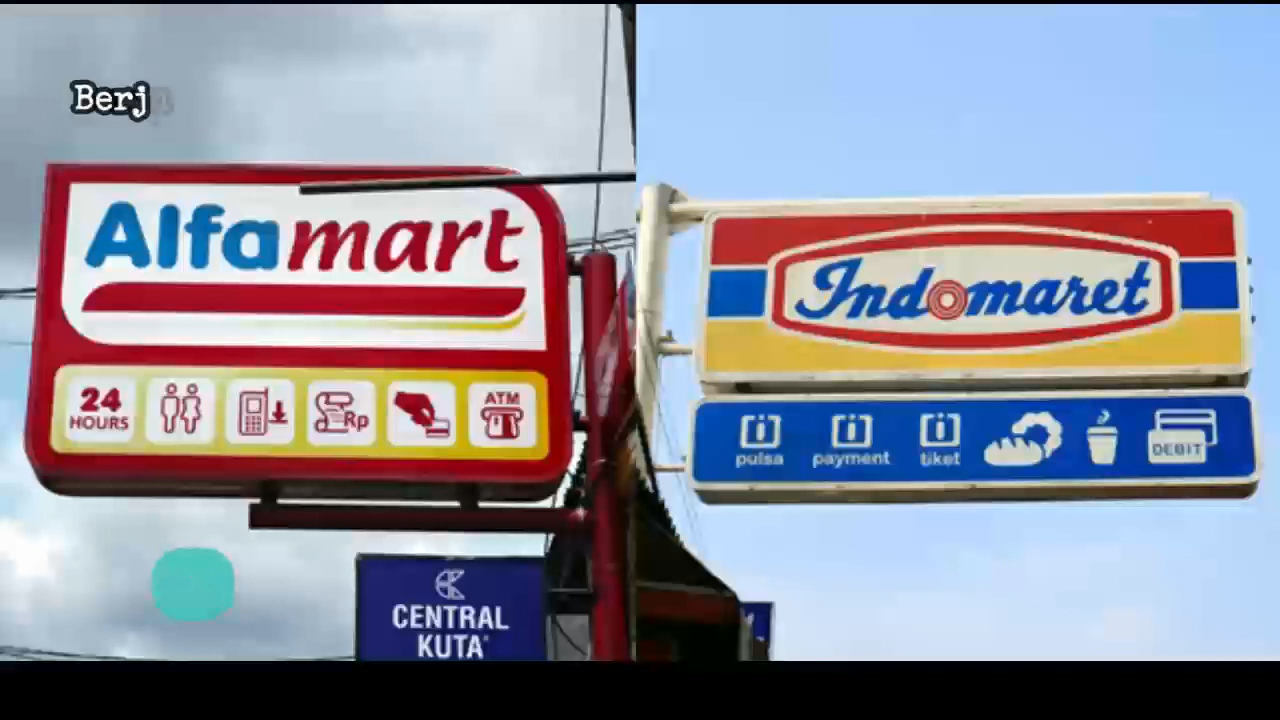 Berj
Alfamart
24
HOURS
Rp
ATM
CENTRAL
KUTA
Indomaret
pulsa
payment
tiket
DEBIT